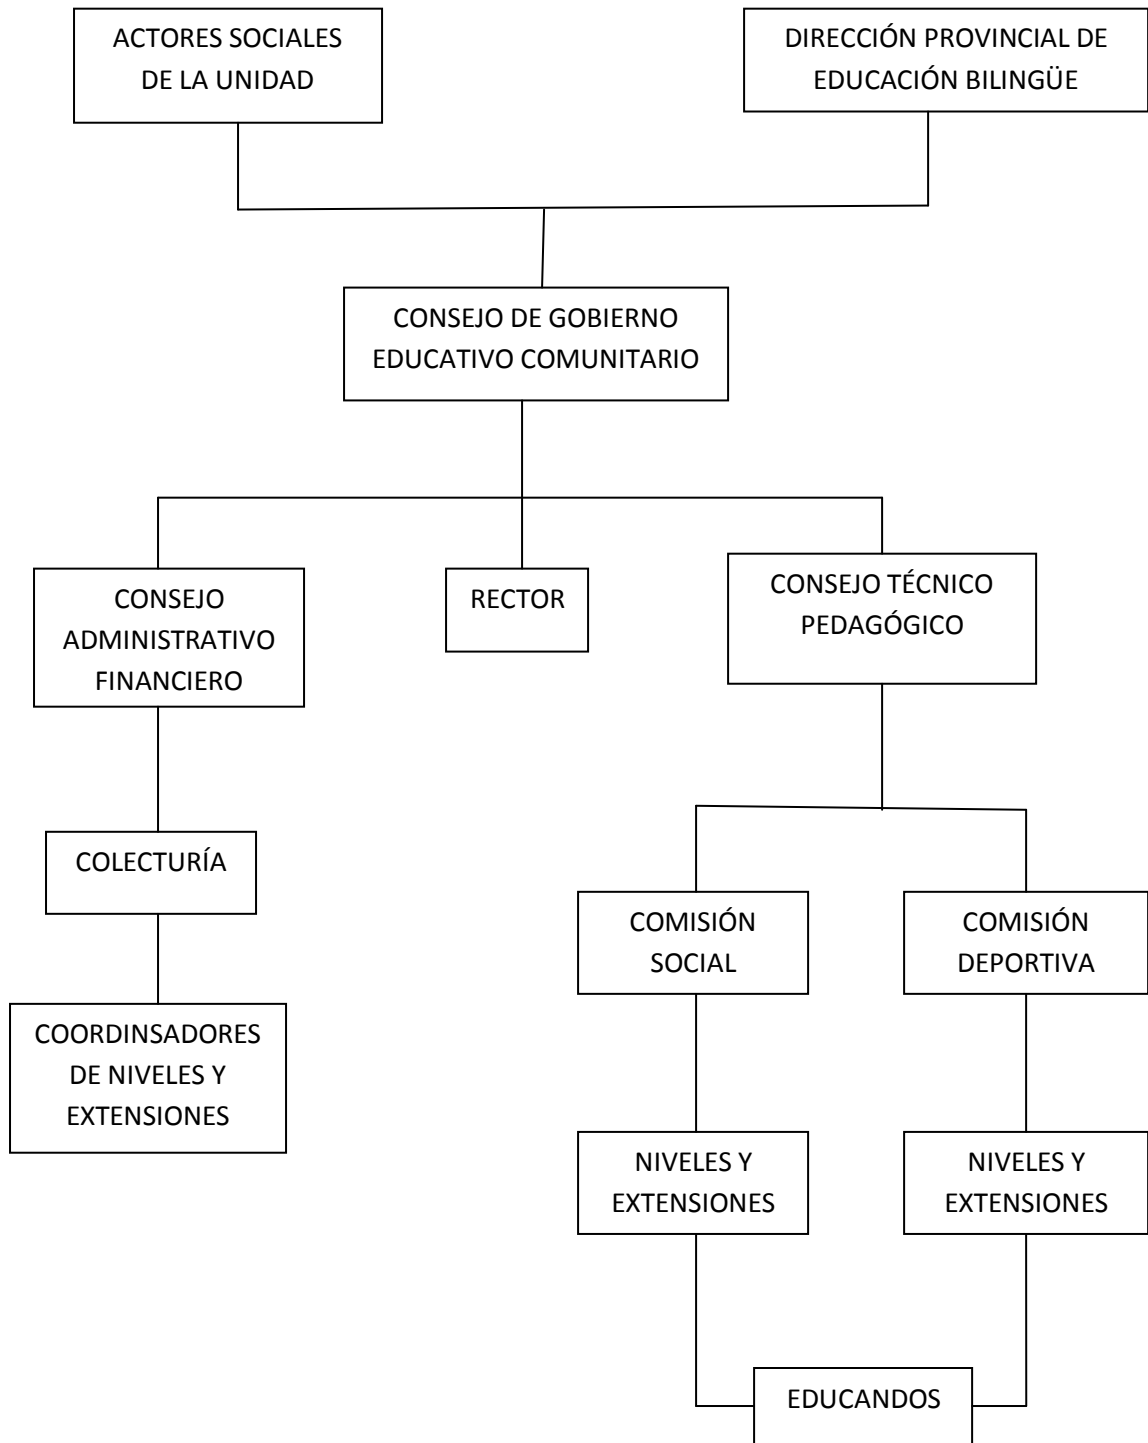 ACTORES SOCIALES
DE LA UNIDAD
DIRECCIÓN PROVINCIAL DE
EDUCACIÓN BILINGÜE
CONSEJO DE GOBIERNO
EDUCATIVO COMUNITARIO
CONSEJO
ADMINISTRATIVO
FINANCIERO
RECTOR
CONSEJO TÉCNICO
PEDAGÓGICO
COLECTURÍA
COMISIÓN
SOCIAL
COMISIÓN
DEPORTIVA
COORDINSADORES
DE NIVELES Y
EXTENSIONES
NIVELES Y
EXTENSIONES
NIVELES Y
EXTENSIONES
EDUCANDOS